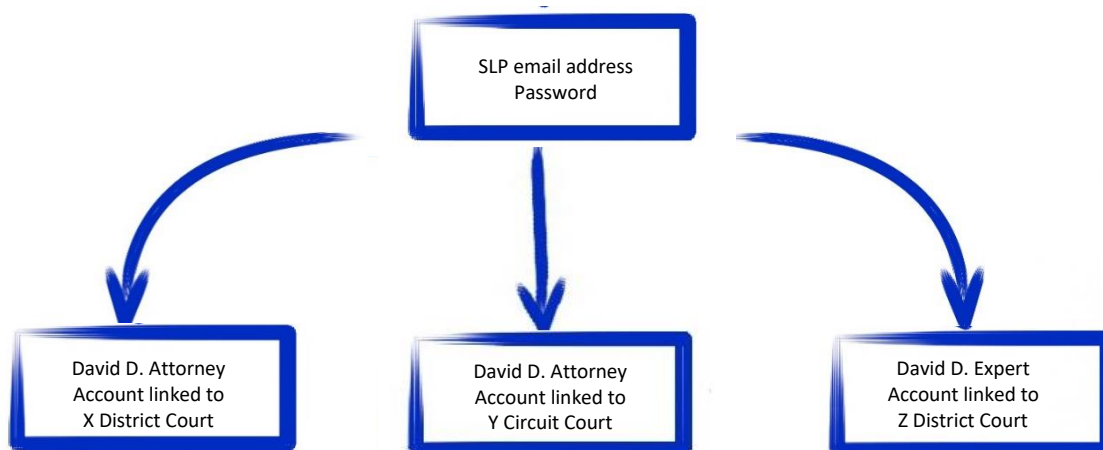 SLP email address
Password
David D. Attorney
Account linked to
X District Court
David D. Attorney
Account linked to
Y Circuit Court
David D. Expert
Account linked to
Z District Court